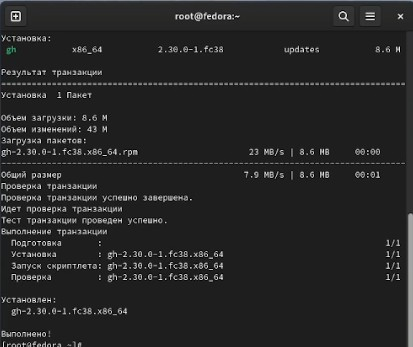 root@fedora:~
Установка:
gh x86_64 2.30.0-1.fc38 updates 8.6 M
Результат транзакции
================================================================================
Установка 1 Пакет
Объем загрузки: 8.6 M
Объем изменений: 43 M
Загрузка пакетов:
gh-2.30.0-1.fc38.x86_64.rpm 23 MB/s | 8.6 MB 00:00
--------------------------------------------------------------------------------
Общий размер 7.9 MB/s | 8.6 MB 00:01
Проверка транзакции
Проверка транзакции успешно завершена.
Идет проверка транзакции
Тест транзакции проведен успешно.
Выполнение транзакции
Подготовка : 1/1
Установка : gh-2.30.0-1.fc38.x86_64 1/1
Запуск скриптлета: gh-2.30.0-1.fc38.x86_64 1/1
Проверка : gh-2.30.0-1.fc38.x86_64 1/1
Установлен:
gh-2.30.0-1.fc38.x86_64
Выполнено!
[root@fedora ~]#